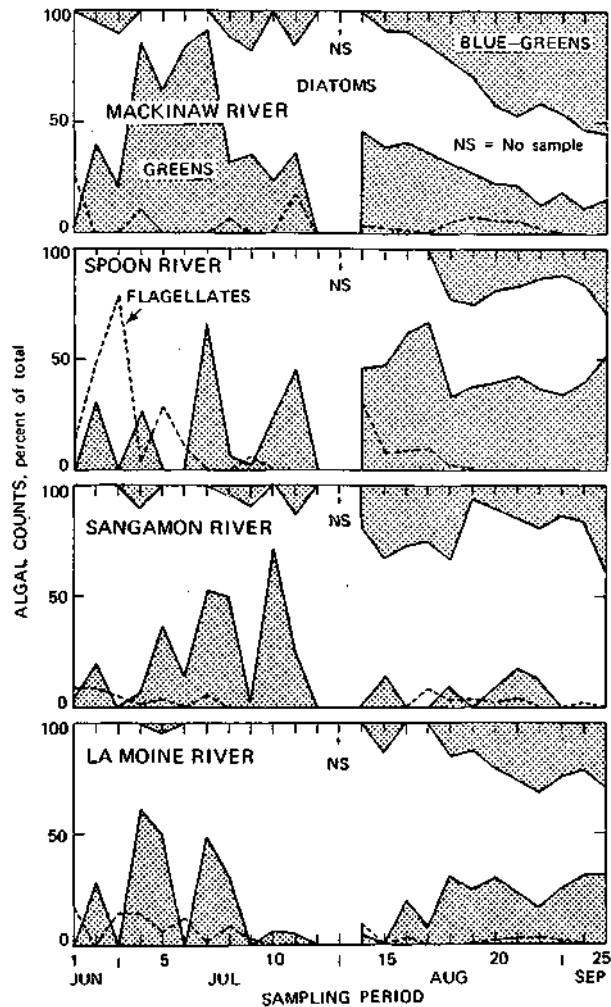 100
NS
BLUE-GREENS
DIATOMS
MACKINAW RIVER
50
NS = No sample
GREENS
0
100
SPOON RIVER
NS
FLAGELLATES
50
0
100
SANGAMON RIVER
NS
50
0
100
LA MOINE RIVER
NS
50
0
1 5 10 15 20 25
JUN JUL AUG SEP
SAMPLING PERIOD
ALGAL COUNTS, percent of total